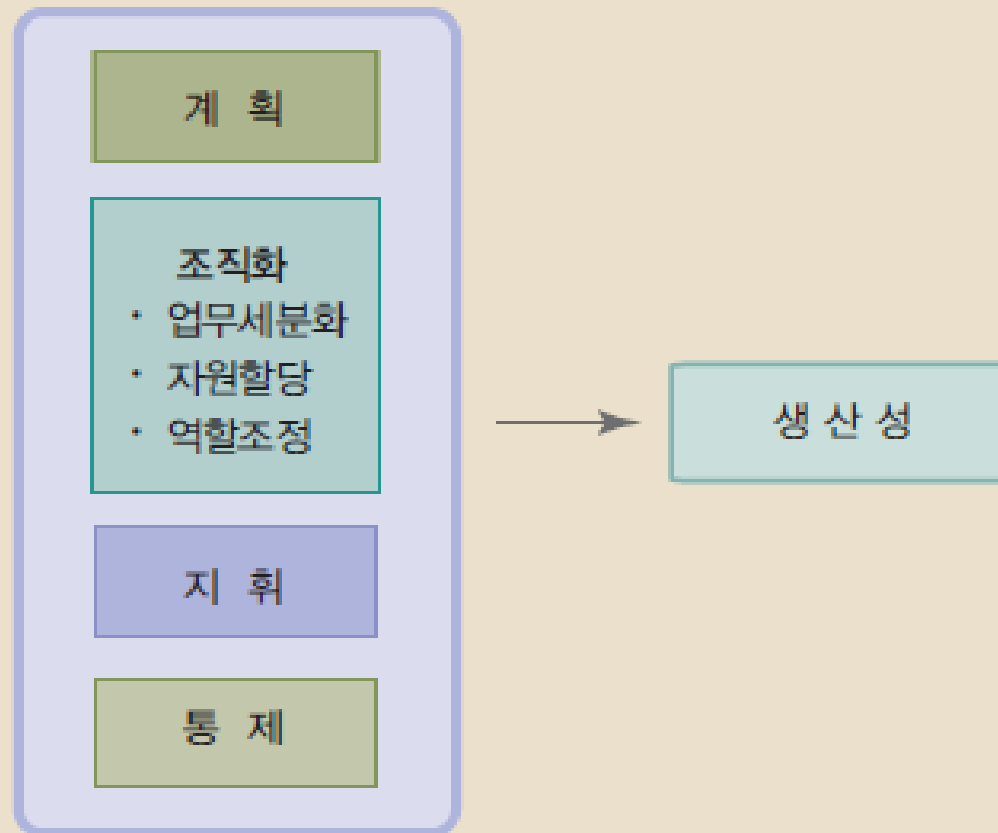 계 획
조직화
· 업무세분화
· 자원할당
· 역할조정
지 휘
통 제
생 산 성